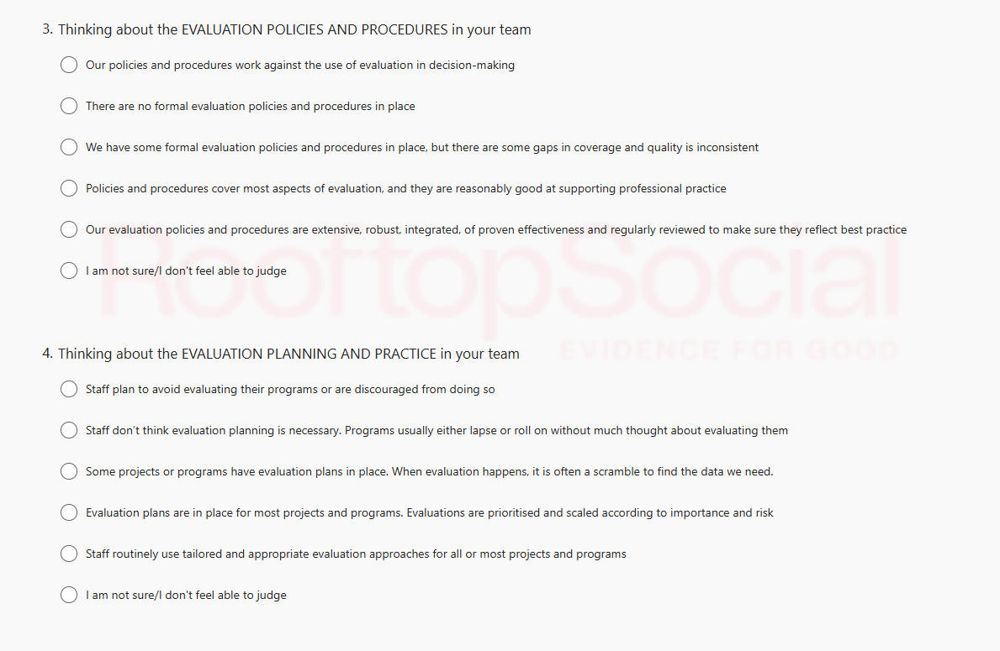 3. Thinking about the EVALUATION POLICIES AND PROCEDURES in your team
Our policies and procedures work against the use of evaluation in decision-making
There are no formal evaluation policies and procedures in place
We have some formal evaluation policies and procedures in place, but there are some gaps in coverage and quality is inconsistent
Policies and procedures cover most aspects of evaluation, and they are reasonably good at supporting professional practice
Our evaluation policies and procedures are extensive, robust, integrated, of proven effectiveness and regularly reviewed to make sure they reflect best practice
I am not sure/I don't feel able to judge
RooftopSocial
EVIDENCE FOR GOOD
4. Thinking about the EVALUATION PLANNING AND PRACTICE in your team
Staff plan to avoid evaluating their programs or are discouraged from doing so
Staff don't think evaluation planning is necessary. Programs usually either lapse or roll on without much thought about evaluating them
Some projects or programs have evaluation plans in place. When evaluation happens, it is often a scramble to find the data we need.
Evaluation plans are in place for most projects and programs. Evaluations are prioritised and scaled according to importance and risk
Staff routinely use tailored and appropriate evaluation approaches for all or most projects and programs
I am not sure/I don't feel able to judge